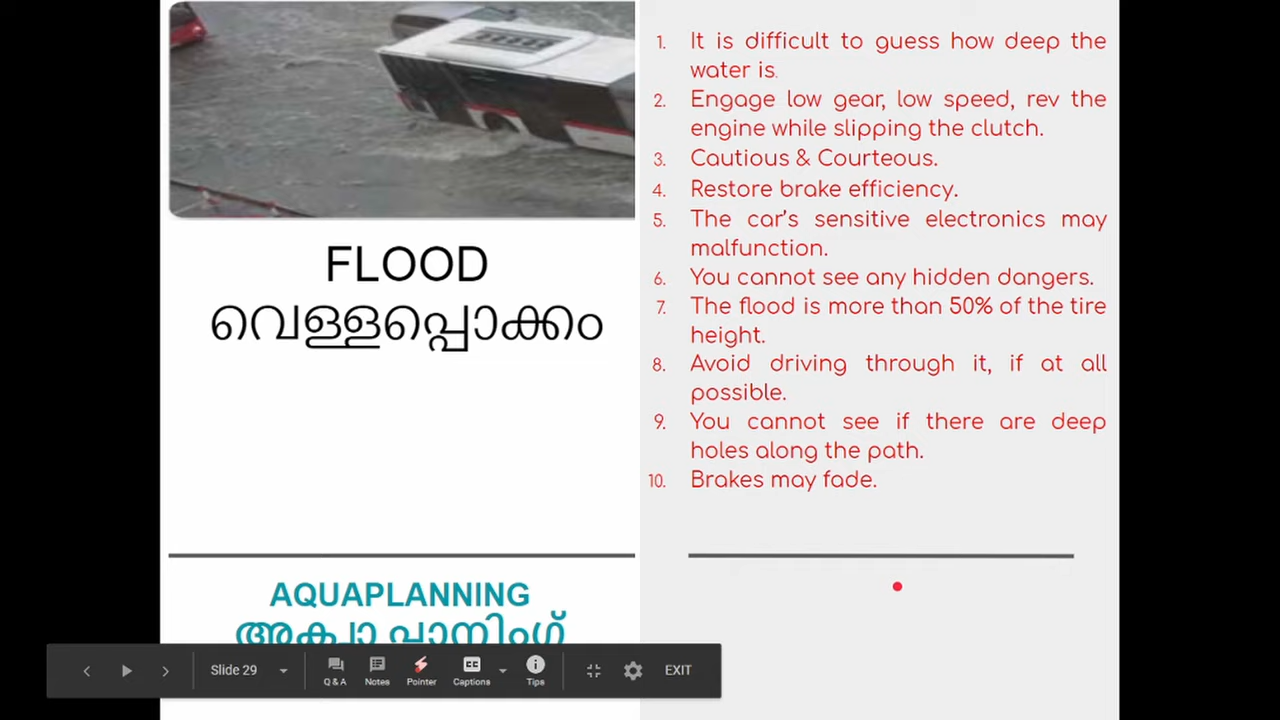 FLOOD
വെള്ളപ്പൊക്കം
1. It is difficult to guess how deep the
water is.
2. Engage low gear, low speed, rev the
engine while slipping the clutch.
3. Cautious & Courteous.
4. Restore brake efficiency.
5. The car's sensitive electronics may
malfunction.
6. You cannot see any hidden dangers.
7. The flood is more than 50% of the tire
height.
8. Avoid driving through it, if at all
possible.
9. You cannot see if there are deep
holes along the path.
10. Brakes may fade.
AQUAPLANNING
Slide 29
Q & A
Notes
Pointer
CC
Captions
Tips
EXIT